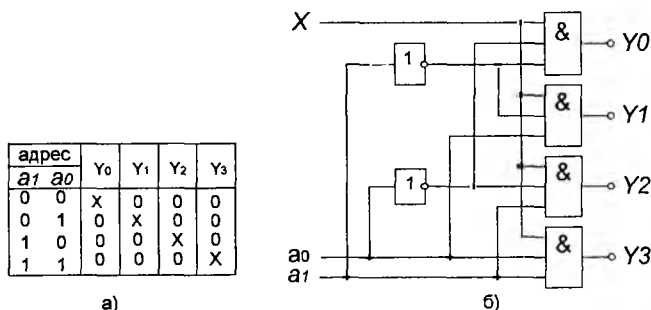 X
1
&
Y0
&
Y1
1
&
Y2
&
Y3
a0
a1
адрес Y0 Y1 Y2 Y3
a1 a0
0 0 X 0 0 0
0 1 0 X 0 0
1 0 0 0 X 0
1 1 0 0 0 X
а)
б)